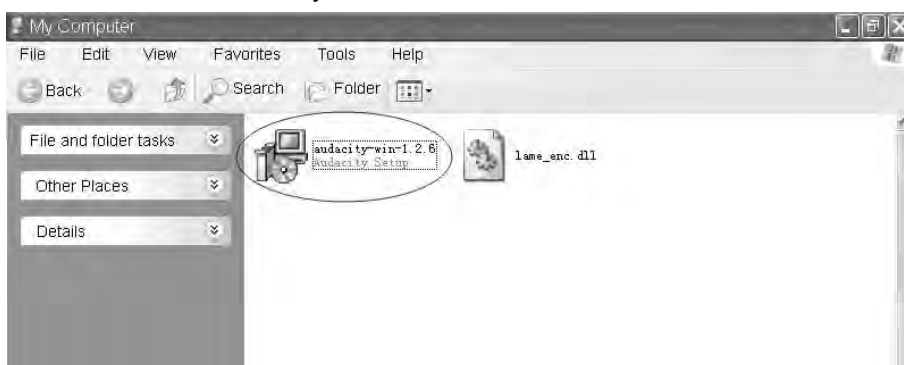 My Computer
File Edit View Favorites Tools Help
Back Search Folder
File and folder tasks
Other Places
Details
audacity-win-1.2.6
Audacity Setup
lame_enc.dll